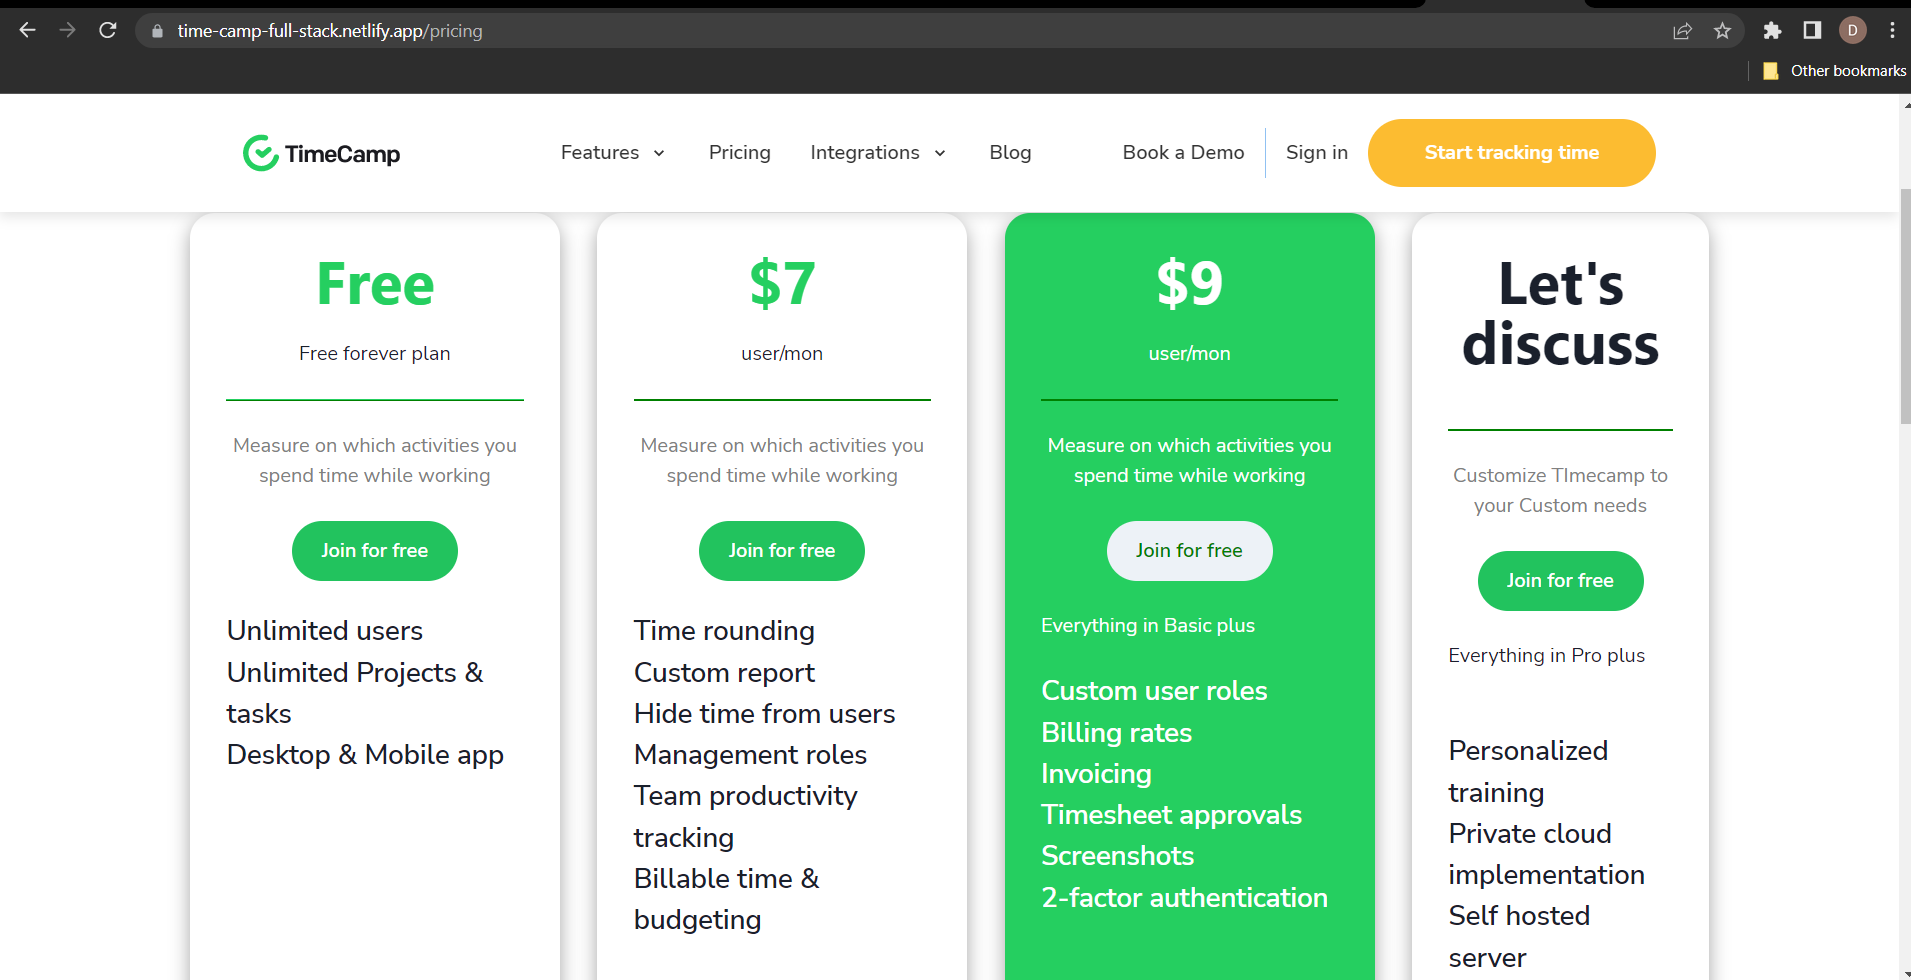 time-camp-full-stack.netlify.app/pricing
D
Other bookmarks
TimeCamp
Features
Pricing
Integrations
Blog
Book a Demo
Sign in
Start tracking time
Free
Free forever plan
Measure on which activities you
spend time while working
Join for free
Unlimited users
Unlimited Projects &
tasks
Desktop & Mobile app
$7
user/mon
Measure on which activities you
spend time while working
Join for free
Time rounding
Custom report
Hide time from users
Management roles
Team productivity
tracking
Billable time &
budgeting
$9
user/mon
Measure on which activities you
spend time while working
Join for free
Everything in Basic plus
Custom user roles
Billing rates
Invoicing
Timesheet approvals
Screenshots
2-factor authentication
Let's
discuss
Customize TImecamp to
your Custom needs
Join for free
Everything in Pro plus
Personalized
training
Private cloud
implementation
Self hosted
server